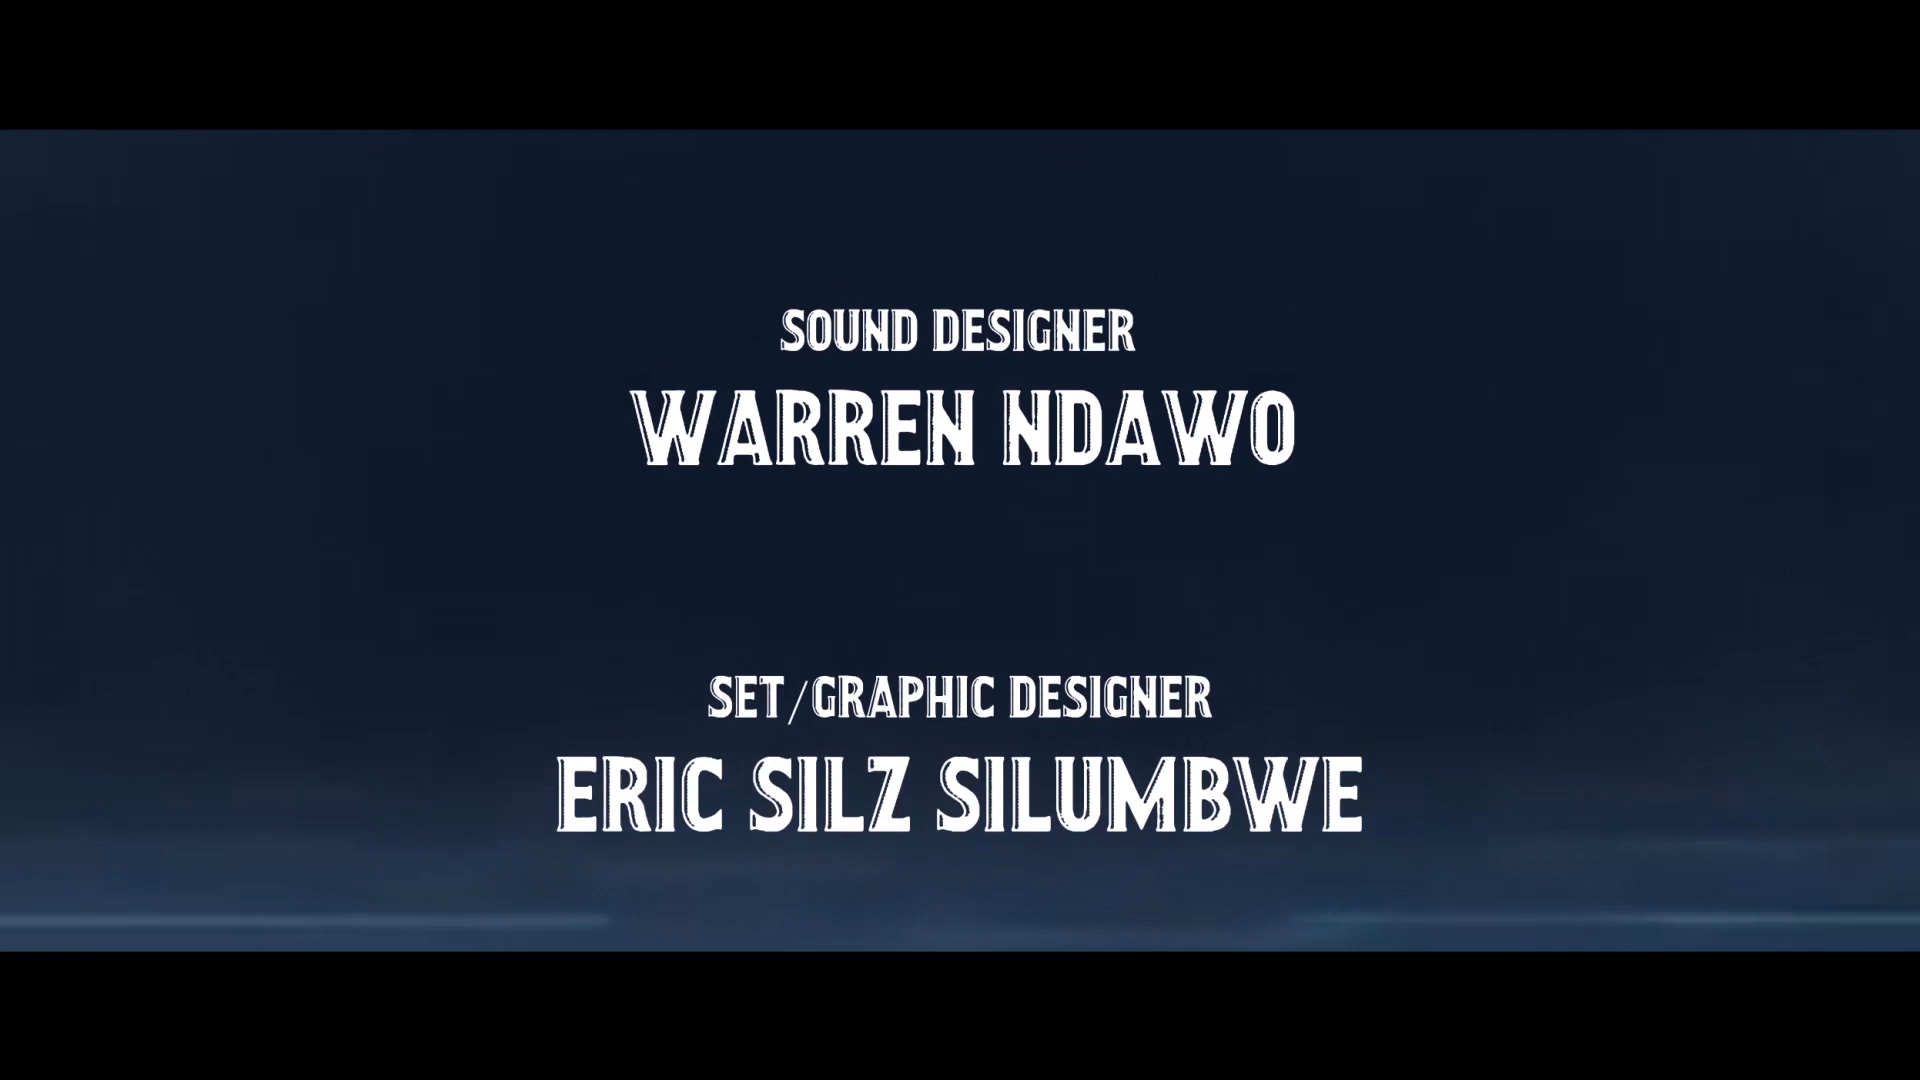 SOUND DESIGNER
WARREN NDAWO
SET/GRAPHIC DESIGNER
ERIC SILZ SILUMBWE